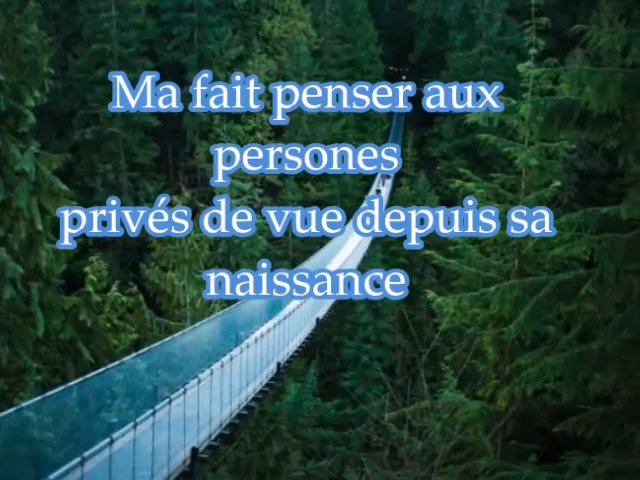 Ma fait penser aux
persones
privés de vue depuis sa
naissance